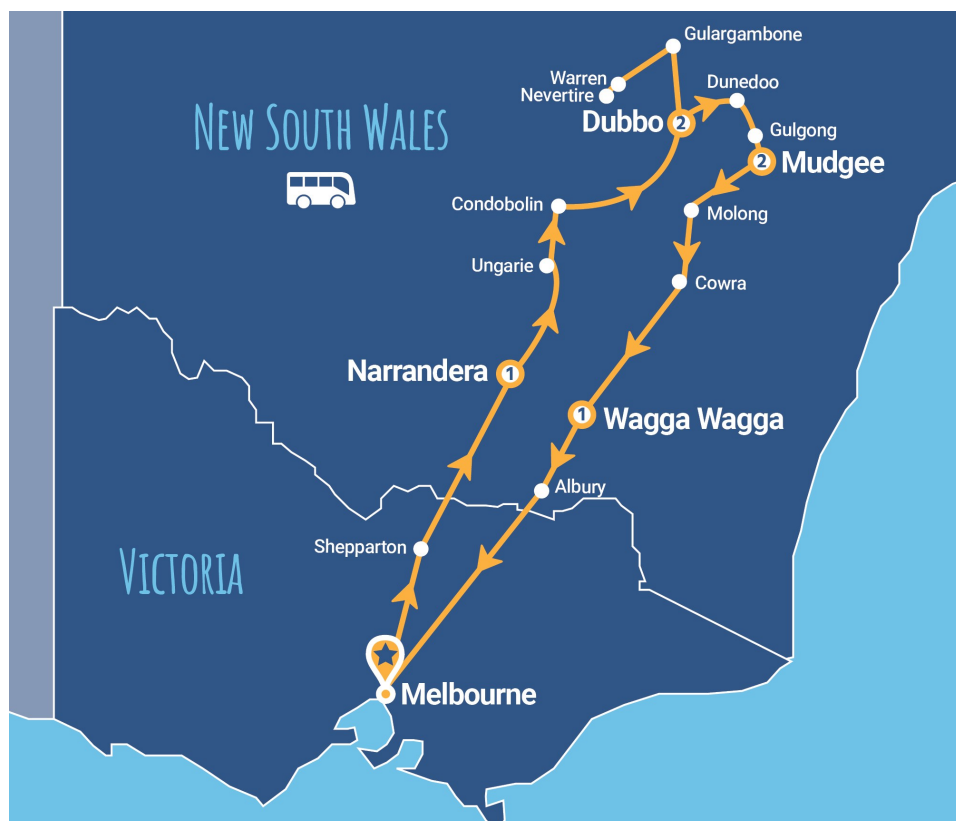 Gulargambone
Warren
Nevertire
Dunedoo
NEW SOUTH WALES
Dubbo 2
Gulgong
2 Mudgee
Condobolin
Molong
Ungarie
Cowra
Narrandera 1
1 Wagga Wagga
Albury
Shepparton
VICTORIA
Melbourne